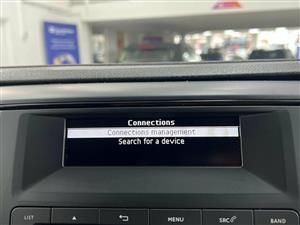 Connections
Connections management
Search for a device
LIST
MENU
SRC
BAND